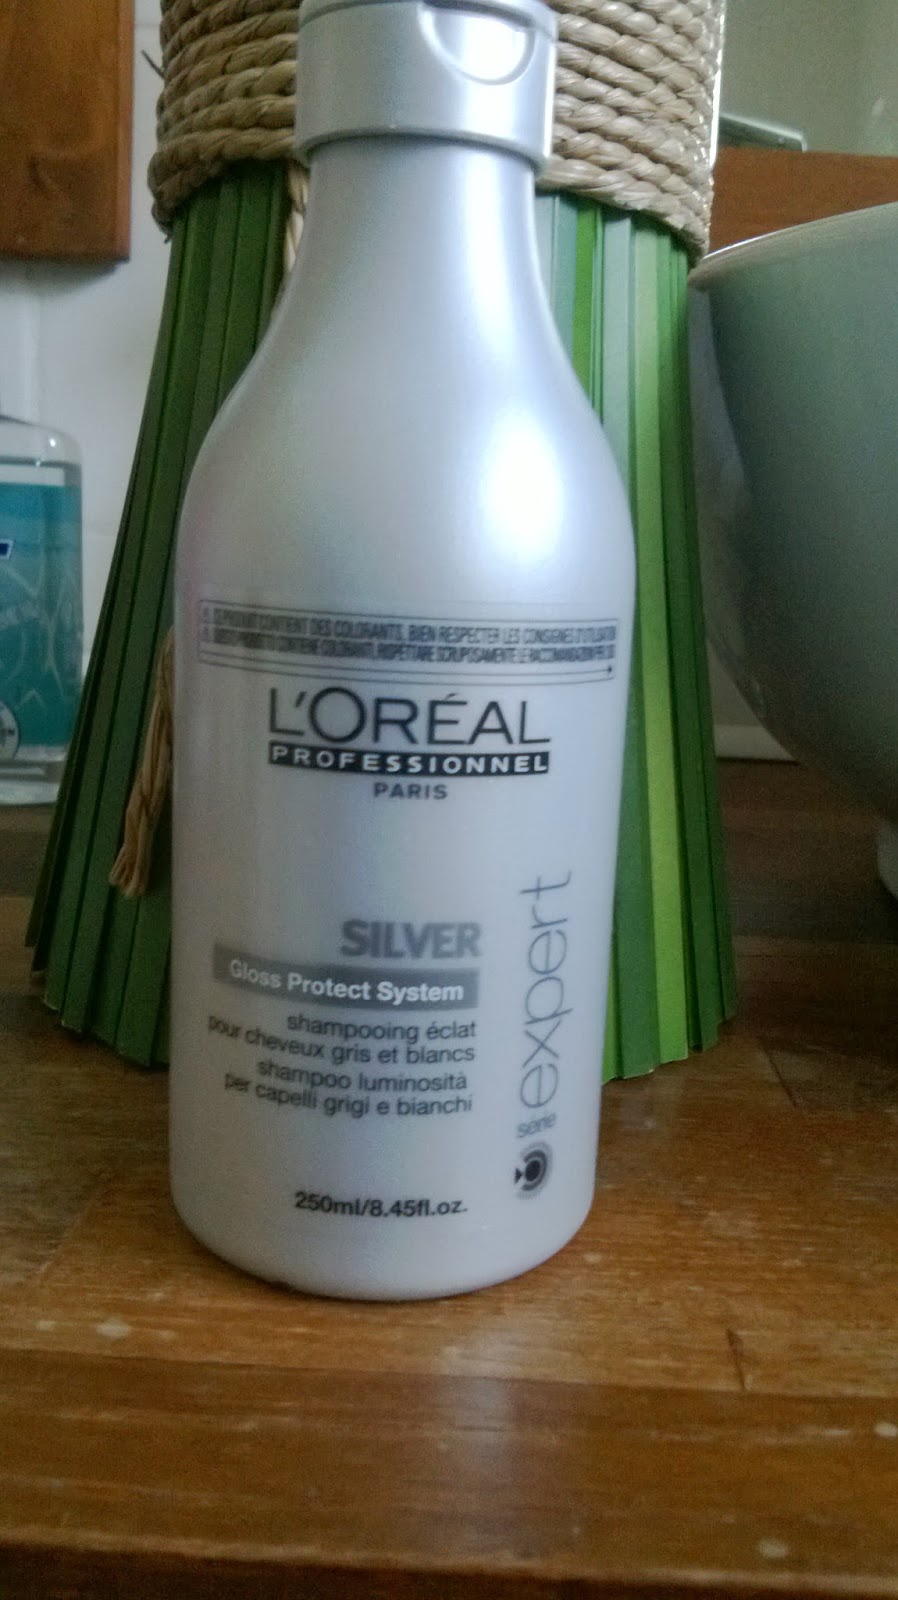 CE PRODUIT CONTIENT DES COLORANTS, BIEN RESPECTER LES CONSIGNES D'UTILISATION
QUESTO PRODOTTO CONTIENE COLORANTI, RISPETTARE SCRUPOSAMENTE LE RACCOMANDAZIONI PER L'USO
L'ORÉAL
PROFESSIONNEL
PARIS
SILVER
Gloss Protect System
shampooing éclat
pour cheveux gris et blancs
shampoo luminosità
per capelli grigi e bianchi
série expert
250ml/8.45fl.oz.